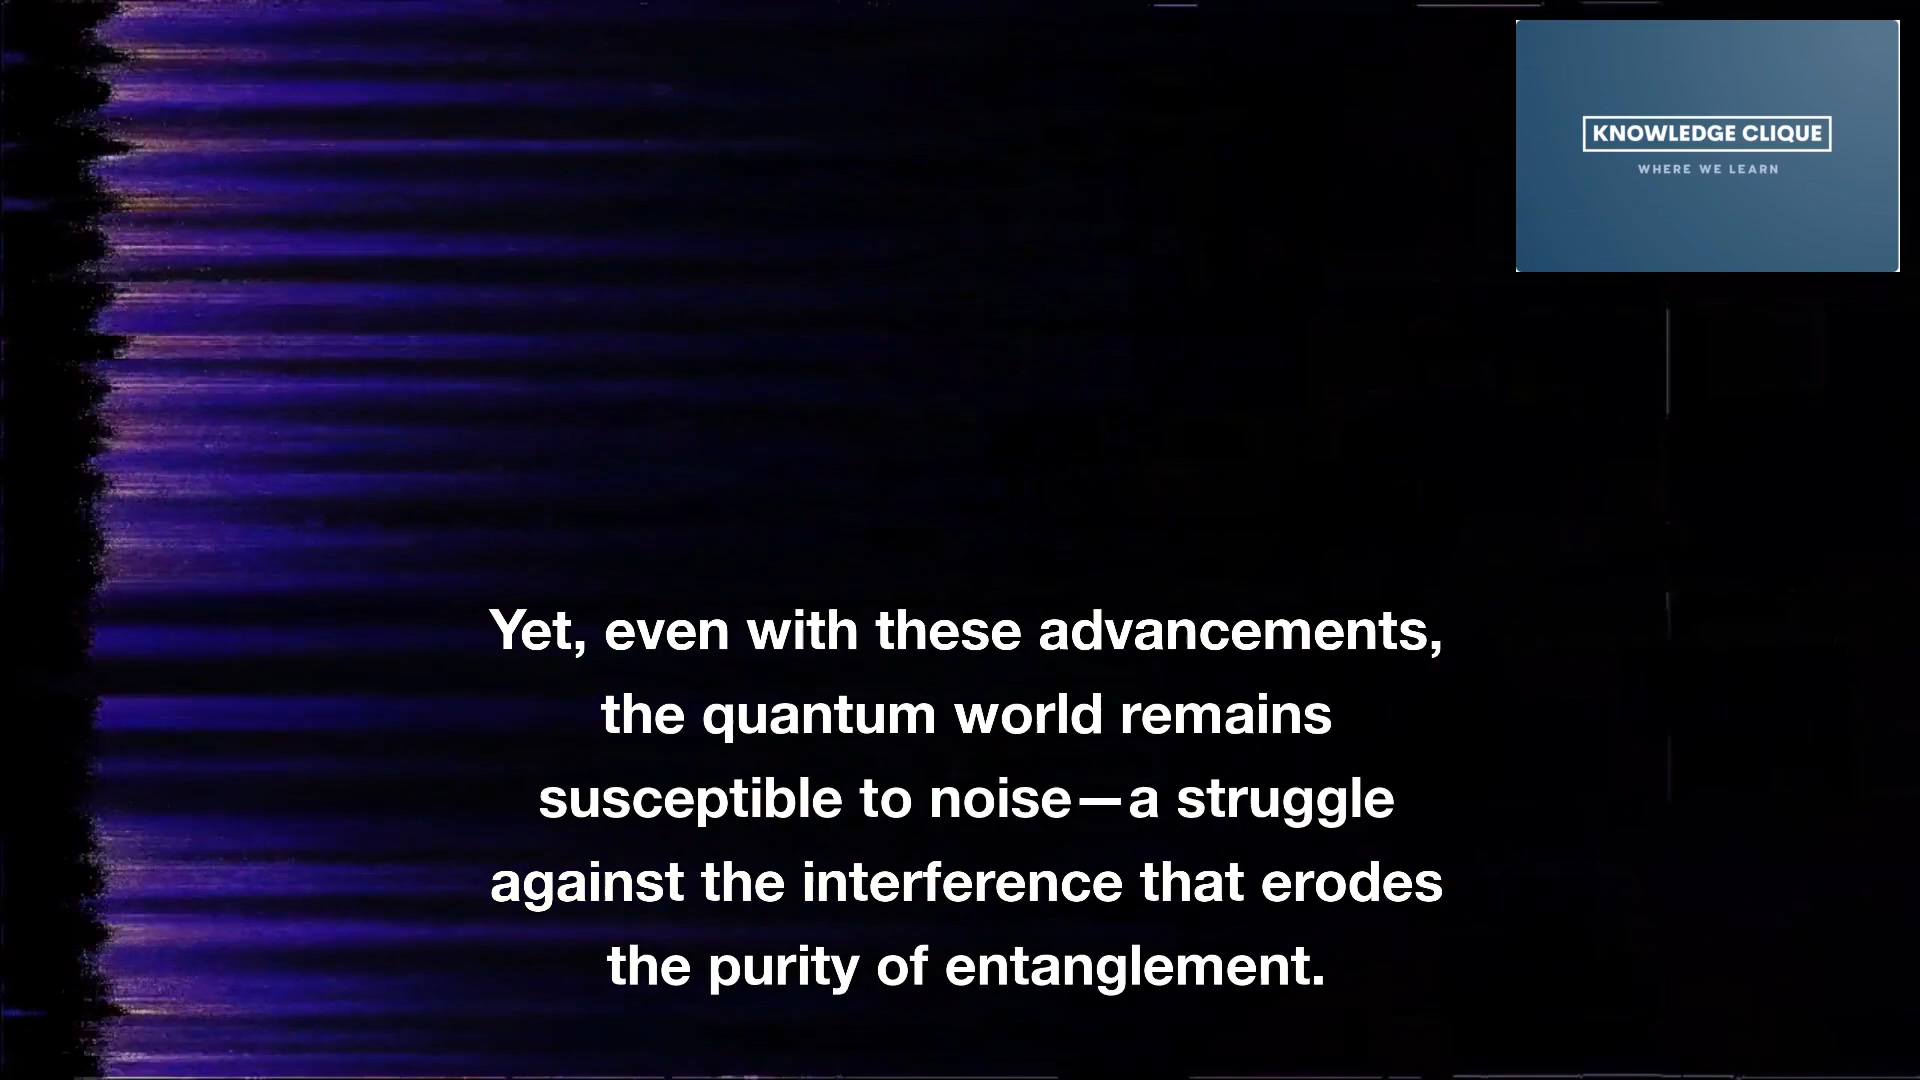 KNOWLEDGE CLIQUE
WHERE WE LEARN
Yet, even with these advancements,
the quantum world remains
susceptible to noise—a struggle
against the interference that erodes
the purity of entanglement.